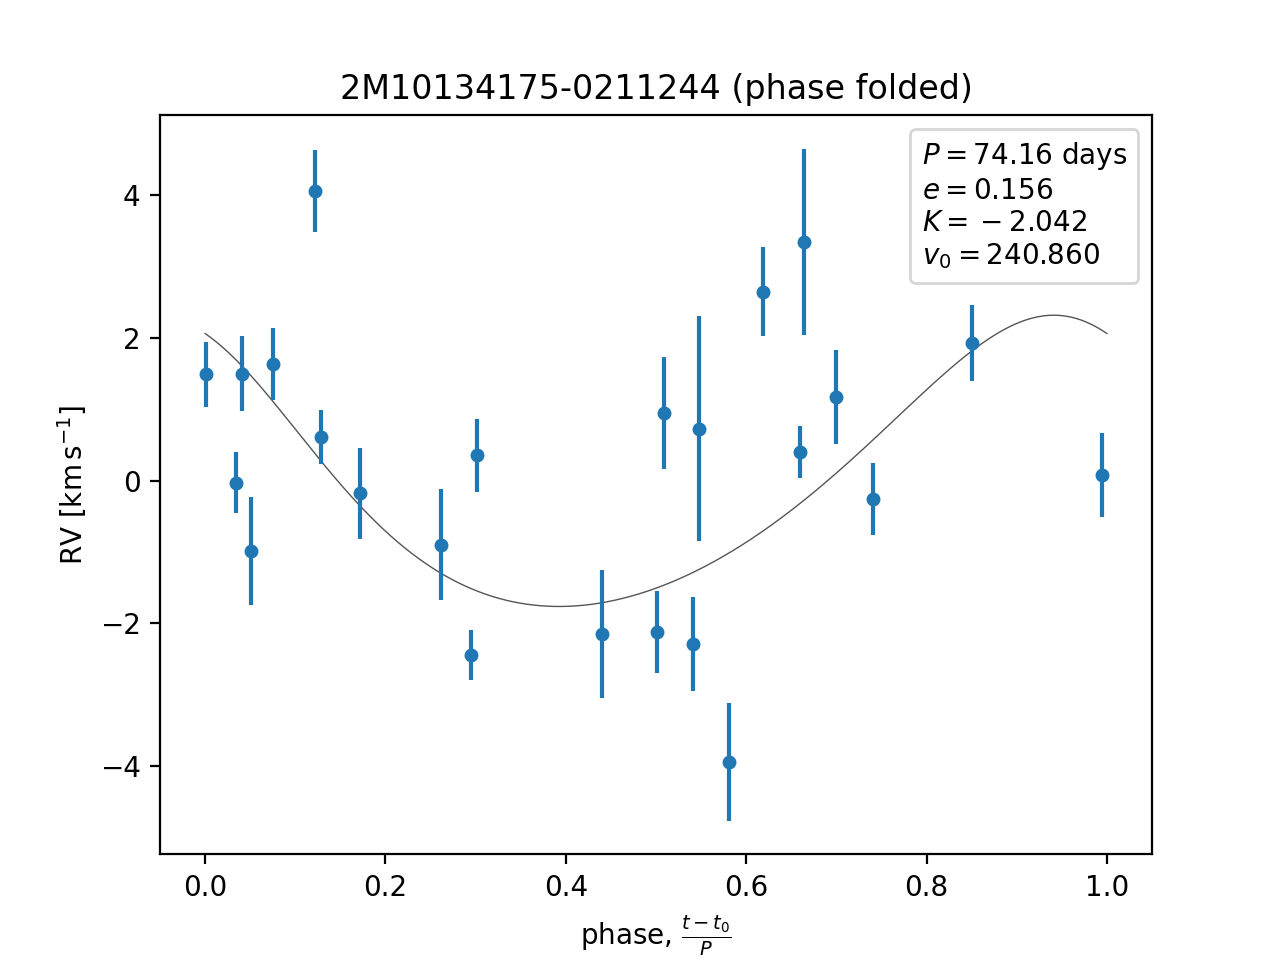 2M10134175-0211244 (phase folded)
P = 74.16 days
e = 0.156
K = −2.042
v₀ = 240.860
4
2
0
−2
−4
RV [km s⁻¹]
0.0 0.2 0.4 0.6 0.8 1.0
phase, (t − t₀)/P